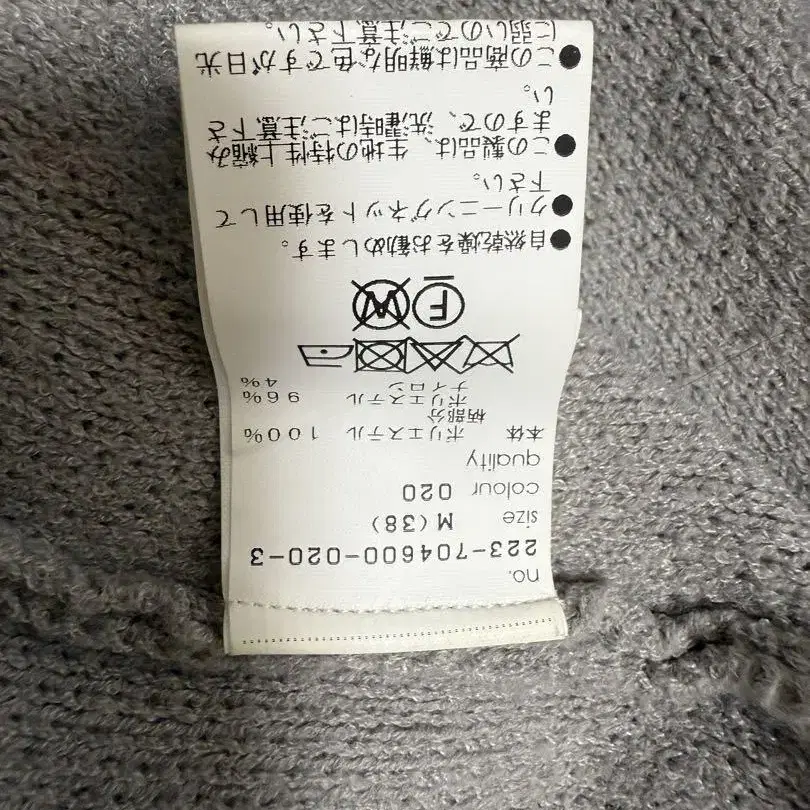 no.
223-704600-020-3
size M(38)
colour 020
quality
本体 ポリエステル 100%
柄部分
ポリエステル 96%
ナイロン 4%
F W
●自然乾燥をお勧めします。
●クリーニングネットを使用して
下さい。
●この製品は、生地の特性上縮み
ますので、洗濯時はご注意下さ
い。
●この商品は鮮明な色ですが日光
に弱いのでご注意下さい。